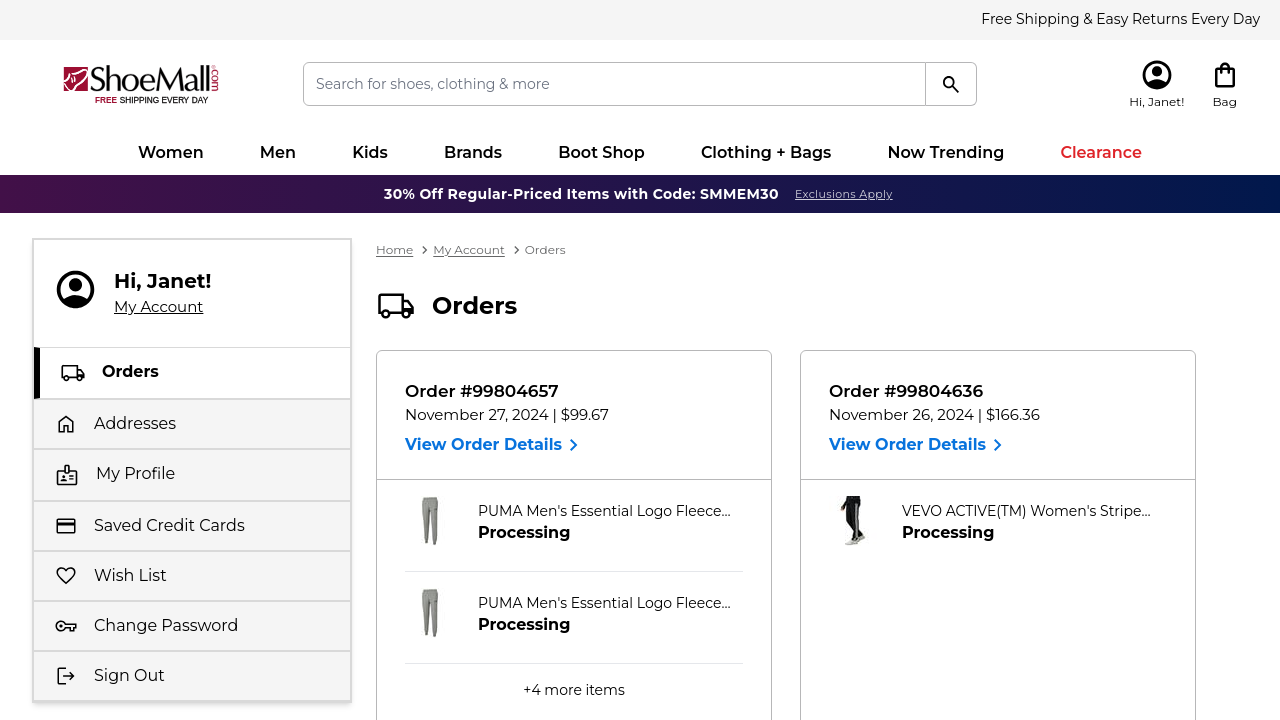 Free Shipping & Easy Returns Every Day
ShoeMall.com
FREE SHIPPING EVERY DAY
Search for shoes, clothing & more
Hi, Janet!
Bag
Women
Men
Kids
Brands
Boot Shop
Clothing + Bags
Now Trending
Clearance
30% Off Regular-Priced Items with Code: SMMEM30
Exclusions Apply
Hi, Janet!
My Account
Orders
Addresses
My Profile
Saved Credit Cards
Wish List
Change Password
Sign Out
Home
My Account
Orders
Orders
Order #99804657
November 27, 2024 | $99.67
View Order Details
PUMA Men's Essential Logo Fleece...
Processing
PUMA Men's Essential Logo Fleece...
Processing
+4 more items
Order #99804636
November 26, 2024 | $166.36
View Order Details
VEVO ACTIVE(TM) Women's Stripe...
Processing